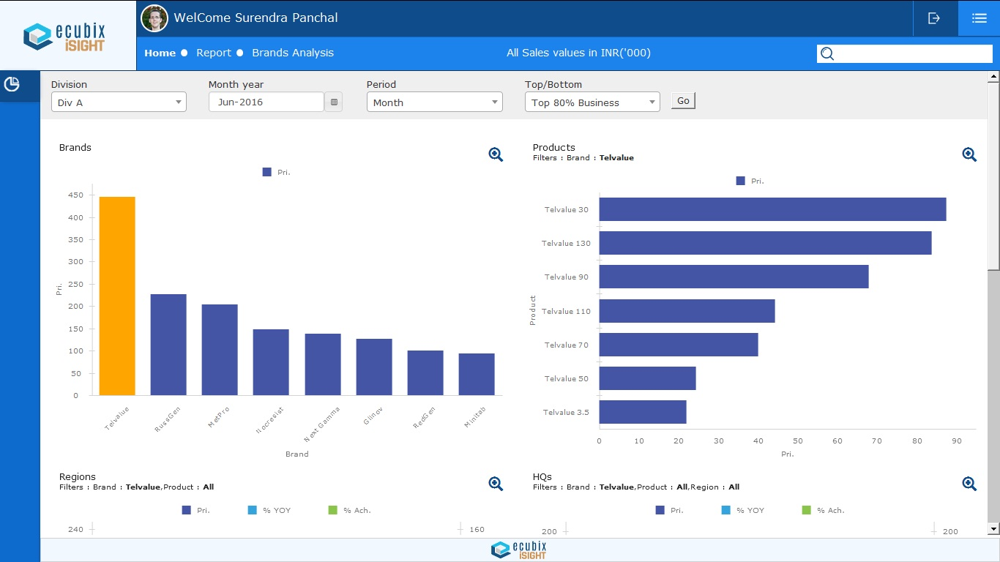 ecubix
iSIGHT
WelCome Surendra Panchal
Home Report Brands Analysis
All Sales values in INR('000)
Division
Month year
Period
Top/Bottom
Div A
Jun-2016
Month
Top 80% Business
Go
Brands
Pri.
450
400
350
300
250
200
150
100
50
0
Pri.
Telvalue
RussGen
MetPro
Ilocresist
Next Gamma
Glinov
RedGen
Minitab
Brand
Products
Filters : Brand : Telvalue
Pri.
Product
Telvalue 30
Telvalue 130
Telvalue 90
Telvalue 110
Telvalue 70
Telvalue 50
Telvalue 3.5
0 10 20 30 40 50 60 70 80 90
Pri.
Regions
Filters : Brand : Telvalue,Product : All
Pri. % YOY % Ach.
240 160
HQs
Filters : Brand : Telvalue,Product : All,Region : All
Pri. % YOY % Ach.
200 200
ecubix
iSIGHT